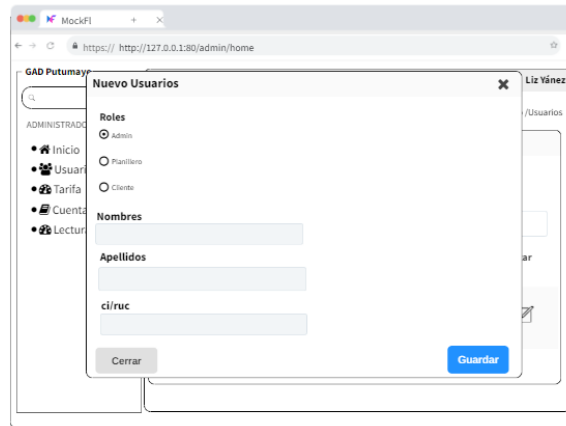 MockFl
https:// http://127.0.0.1:80/admin/home
GAD Putumayo
Liz Yánez
Nuevo Usuarios
/Usuarios
ADMINISTRADO
Inicio
Usuari
Tarifa
Cuenta
Lectur
Roles
Admin
Planillero
Cliente
Nombres
Apellidos
ar
ci/ruc
Cerrar
Guardar